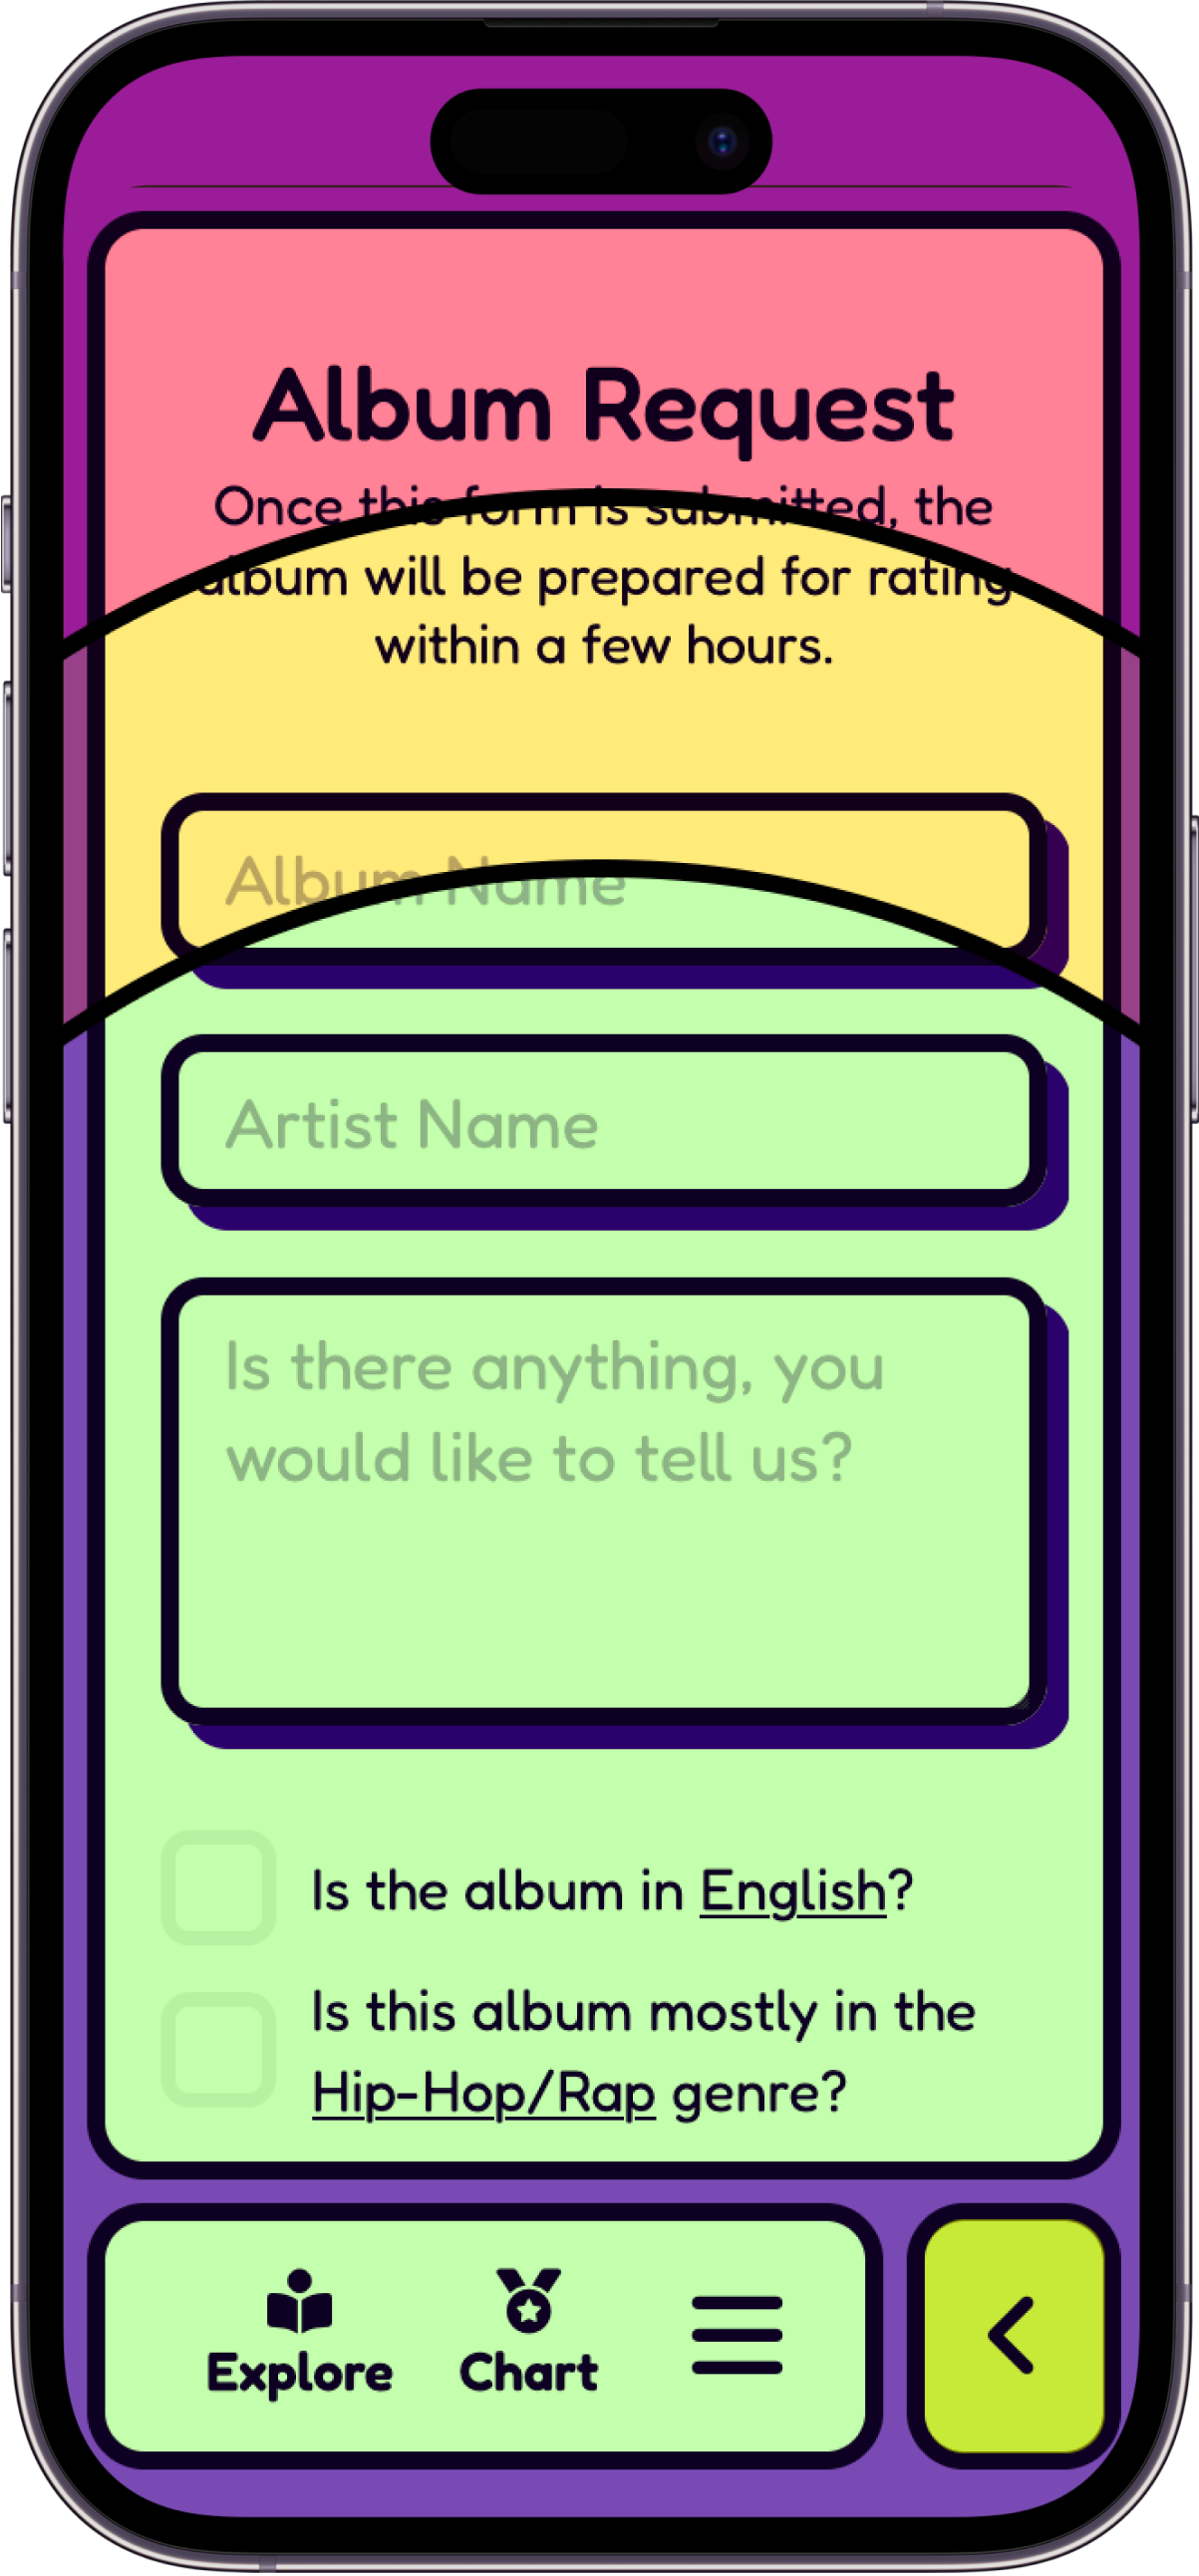 Album Request
Once this form is submitted, the
album will be prepared for rating
within a few hours.
Album Name
Artist Name
Is there anything, you
would like to tell us?
Is the album in English?
Is this album mostly in the
Hip-Hop/Rap genre?
Explore Chart